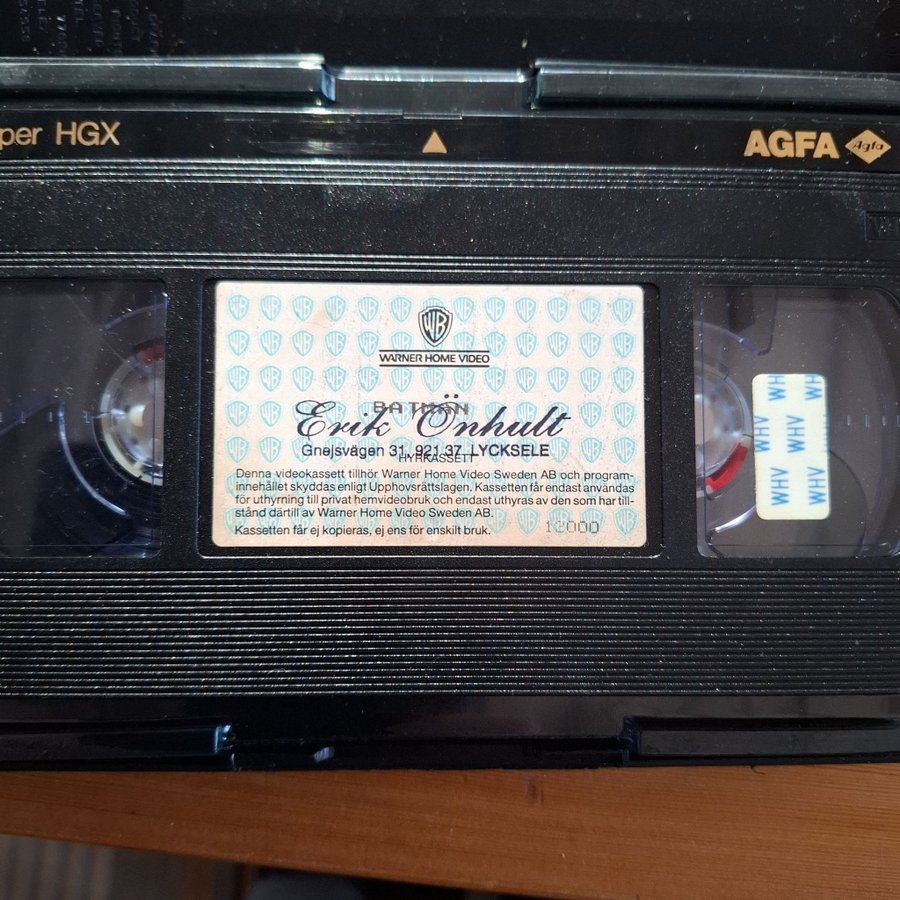 per HGX
AGFA Agfa
WB
WARNER HOME VIDEO
BATMAN
Erik Önhult
Gnejsvägen 31, 921 37 LYCKSELE
HYRKASSETT
Denna videokassett tillhör Warner Home Video Sweden AB och program-
innehållet skyddas enligt Upphovsrättslagen. Kassetten får endast användas
för uthyrning till privat hemvideobruk och endast uthyras av den som har till-
stånd därtill av Warner Home Video Sweden AB.
Kassetten får ej kopieras, ej ens för enskilt bruk.
12000
WHV WHV
WHV WHV